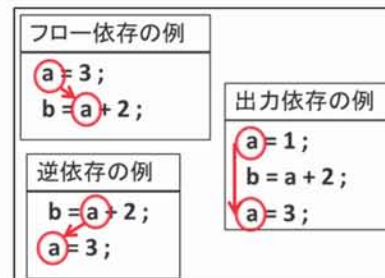 フロー依存の例
a = 3 ;
b = a + 2 ;
逆依存の例
b = a + 2 ;
a = 3 ;
出力依存の例
a = 1 ;
b = a + 2 ;
a = 3 ;